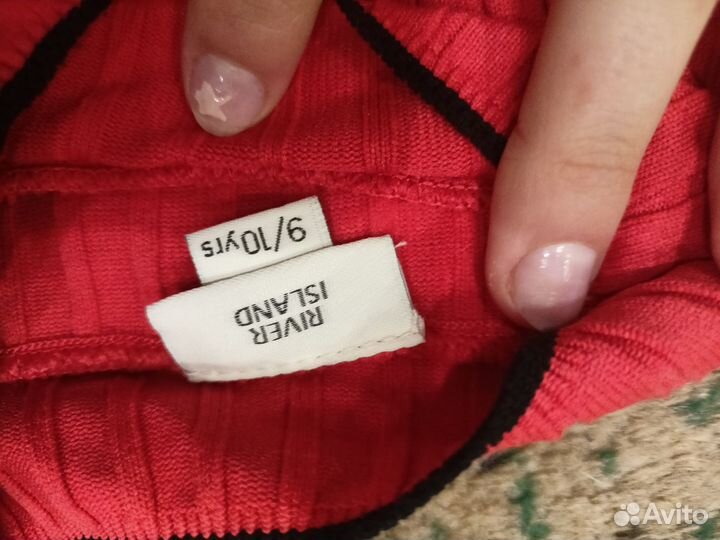 RIVER
ISLAND
9/10yrs
Avito